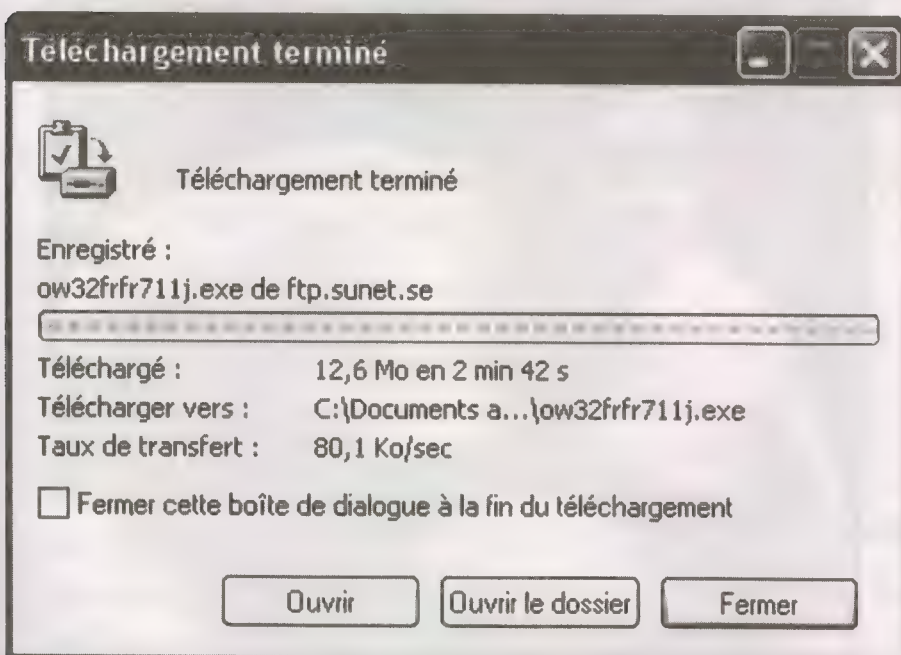 Téléchargement terminé
Téléchargement terminé
Enregistré :
ow32frfr711j.exe de ftp.sunet.se
Téléchargé : 12,6 Mo en 2 min 42 s
Télécharger vers : C:\Documents a...\ow32frfr711j.exe
Taux de transfert : 80,1 Ko/sec
Fermer cette boîte de dialogue à la fin du téléchargement
Ouvrir Ouvrir le dossier Fermer